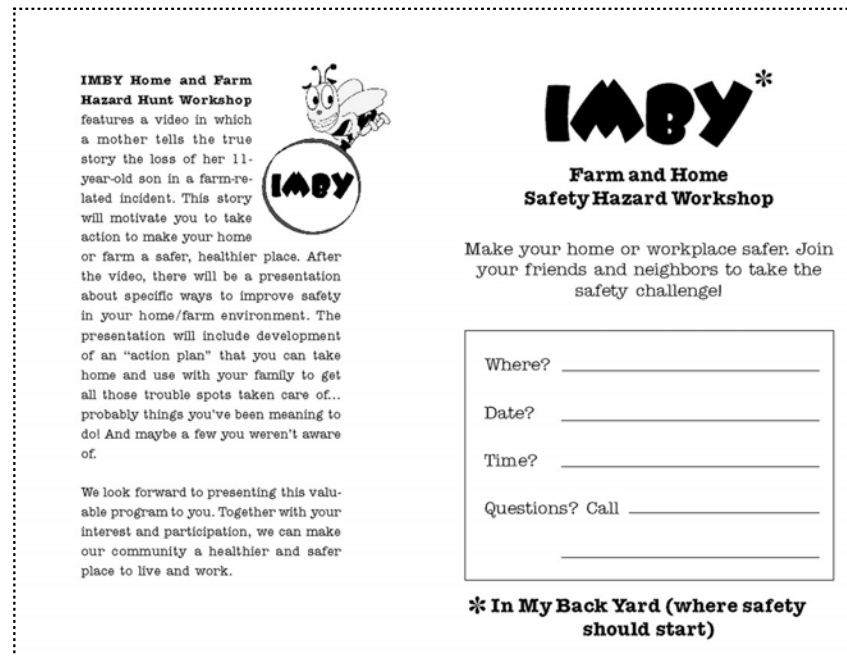 IMBY Home and Farm
Hazard Hunt Workshop
features a video in which
a mother tells the true
story the loss of her 11-
year-old son in a farm-re-
lated incident. This story
will motivate you to take
action to make your home
or farm a safer, healthier place. After
the video, there will be a presentation
about specific ways to improve safety
in your home/farm environment. The
presentation will include development
of an “action plan” that you can take
home and use with your family to get
all those trouble spots taken care of...
probably things you’ve been meaning to
do! And maybe a few you weren’t aware
of.
We look forward to presenting this valu-
able program to you. Together with your
interest and participation, we can make
our community a healthier and safer
place to live and work.
IMBY
IMBY*
Farm and Home
Safety Hazard Workshop
Make your home or workplace safer. Join
your friends and neighbors to take the
safety challenge!
Where?
Date?
Time?
Questions? Call
* In My Back Yard (where safety
should start)